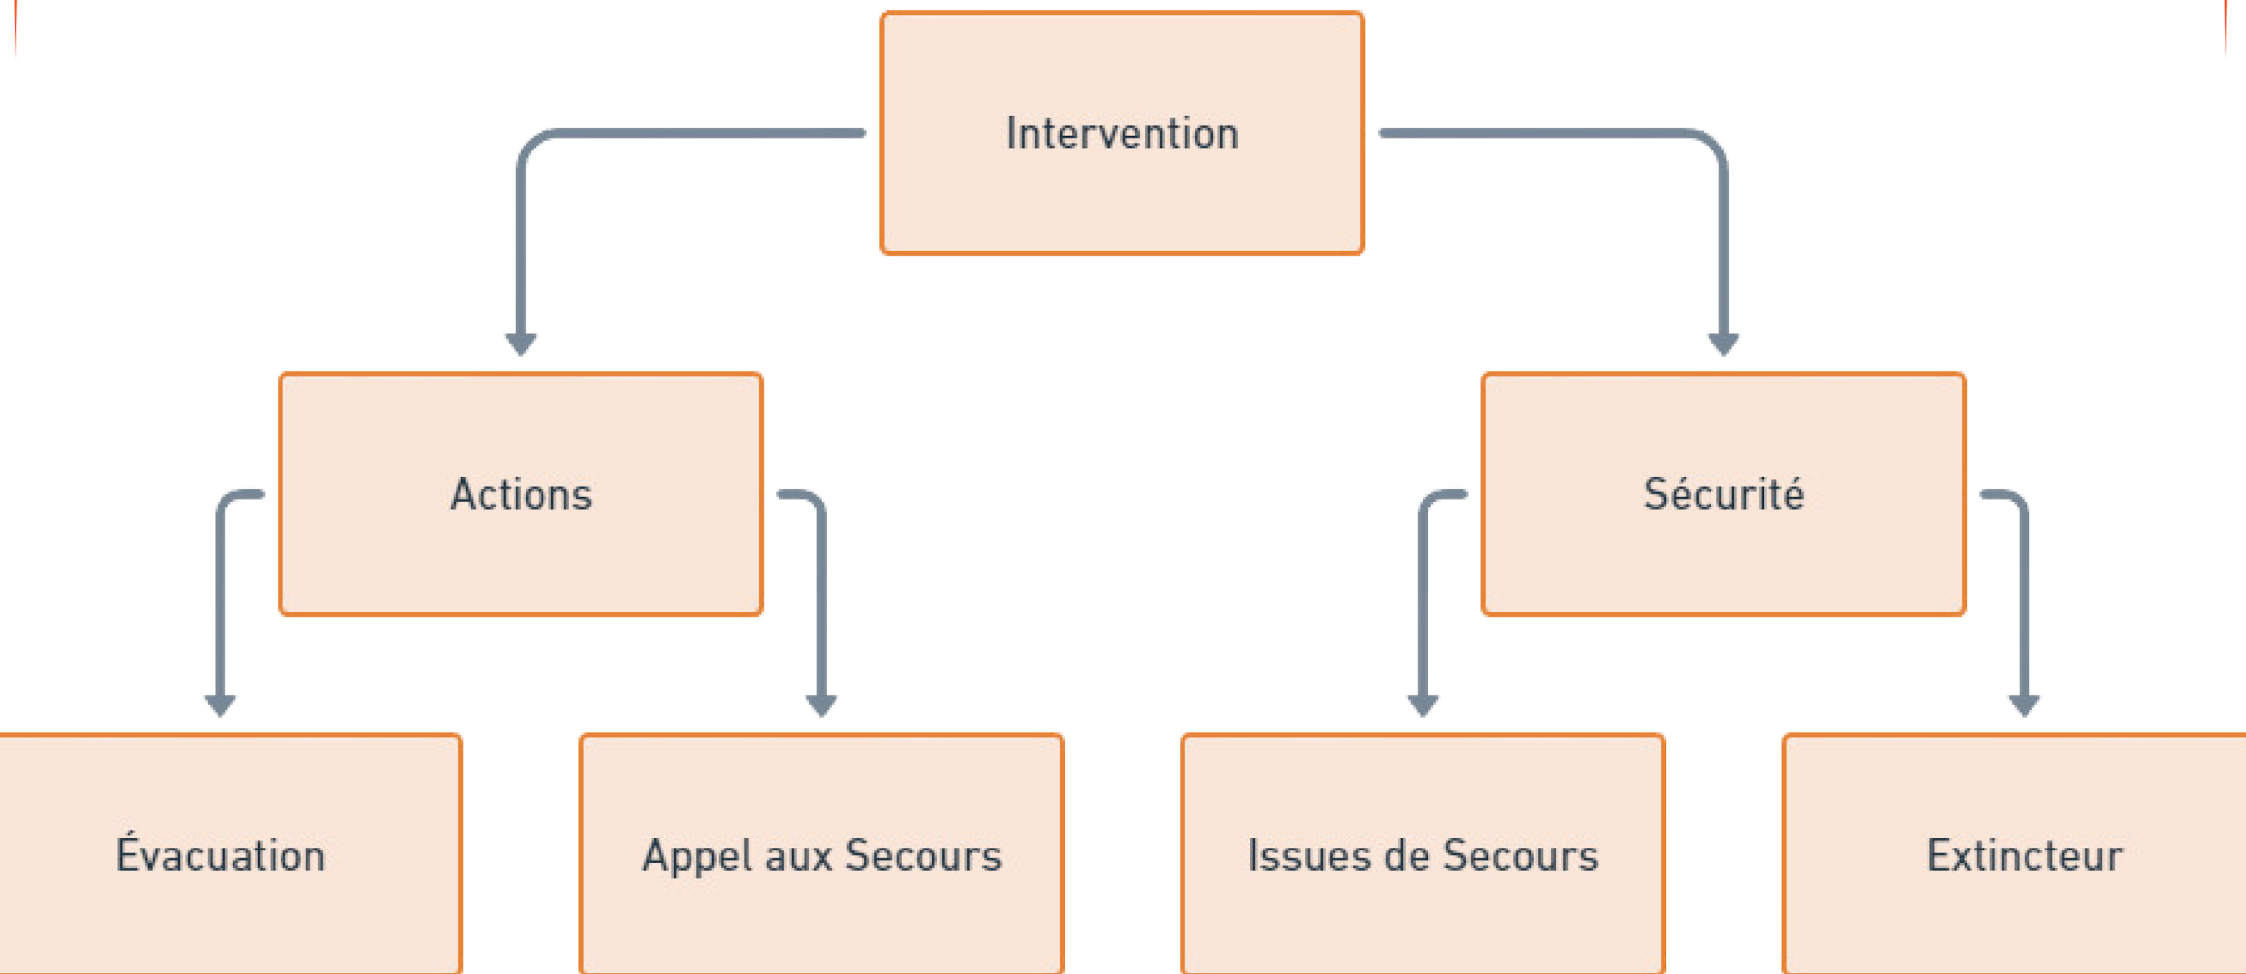 Intervention
Actions
Sécurité
Évacuation
Appel aux Secours
Issues de Secours
Extincteur